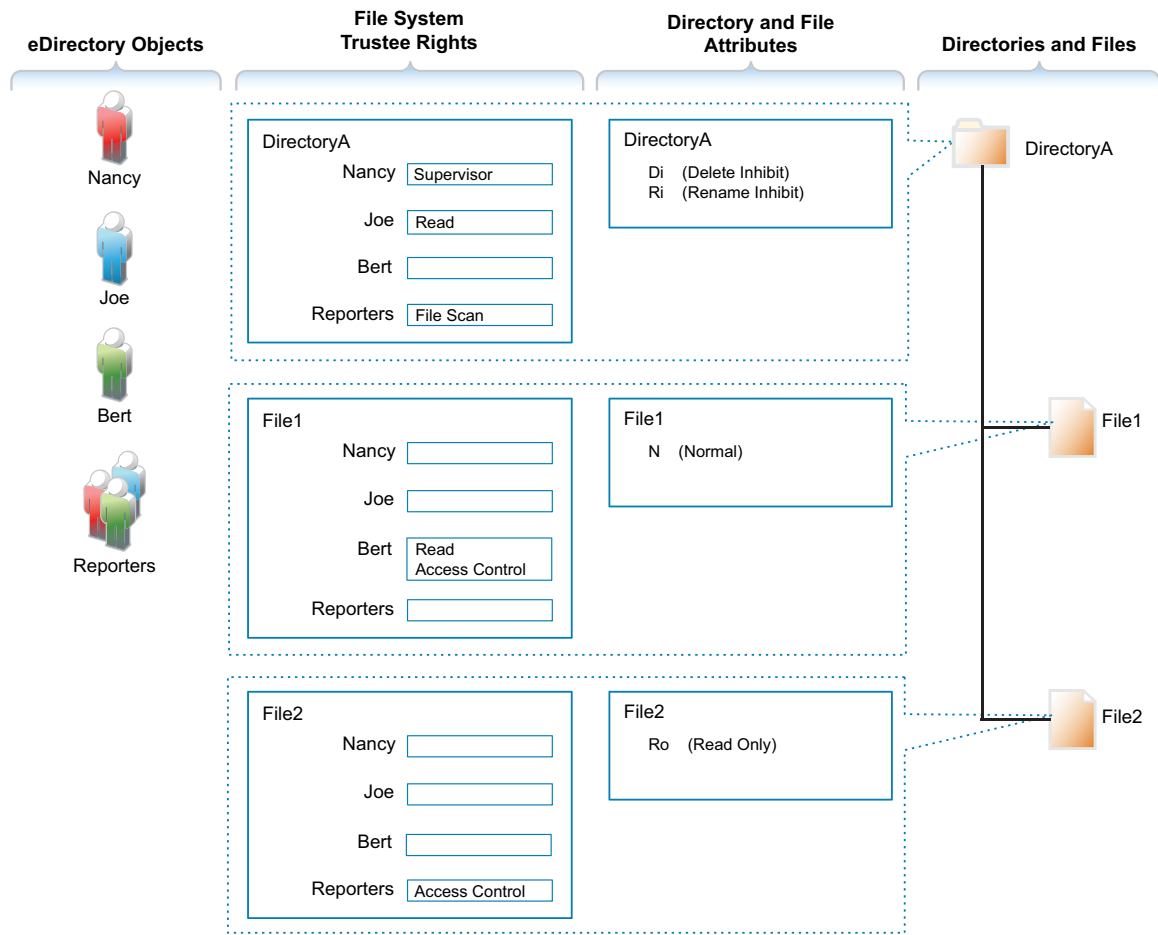 eDirectory Objects
File System
Trustee Rights
Directory and File
Attributes
Directories and Files
Nancy
Joe
Bert
Reporters
DirectoryA
Nancy
Supervisor
Joe
Read
Bert
Reporters
File Scan
DirectoryA
Di (Delete Inhibit)
Ri (Rename Inhibit)
DirectoryA
File1
Nancy
Joe
Bert
Read
Access Control
Reporters
File1
N (Normal)
File1
File2
Nancy
Joe
Bert
Reporters
Access Control
File2
Ro (Read Only)
File2